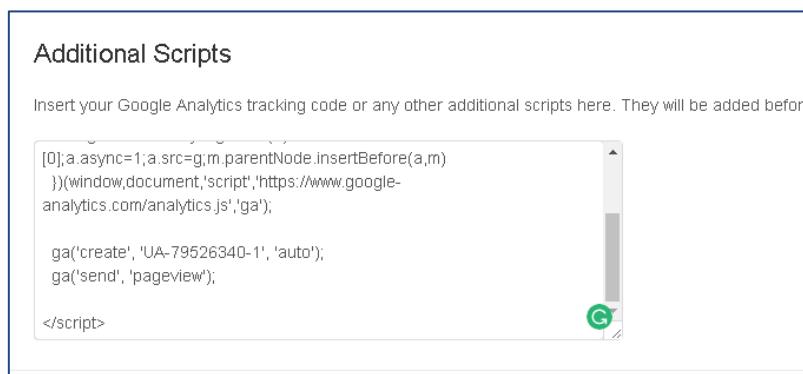 Additional Scripts
Insert your Google Analytics tracking code or any other additional scripts here. They will be added befor
[0];a.async=1;a.src=g;m.parentNode.insertBefore(a,m)
})(window,document,'script','https://www.google-
analytics.com/analytics.js','ga');
ga('create', 'UA-79526340-1', 'auto');
ga('send', 'pageview');
</script>